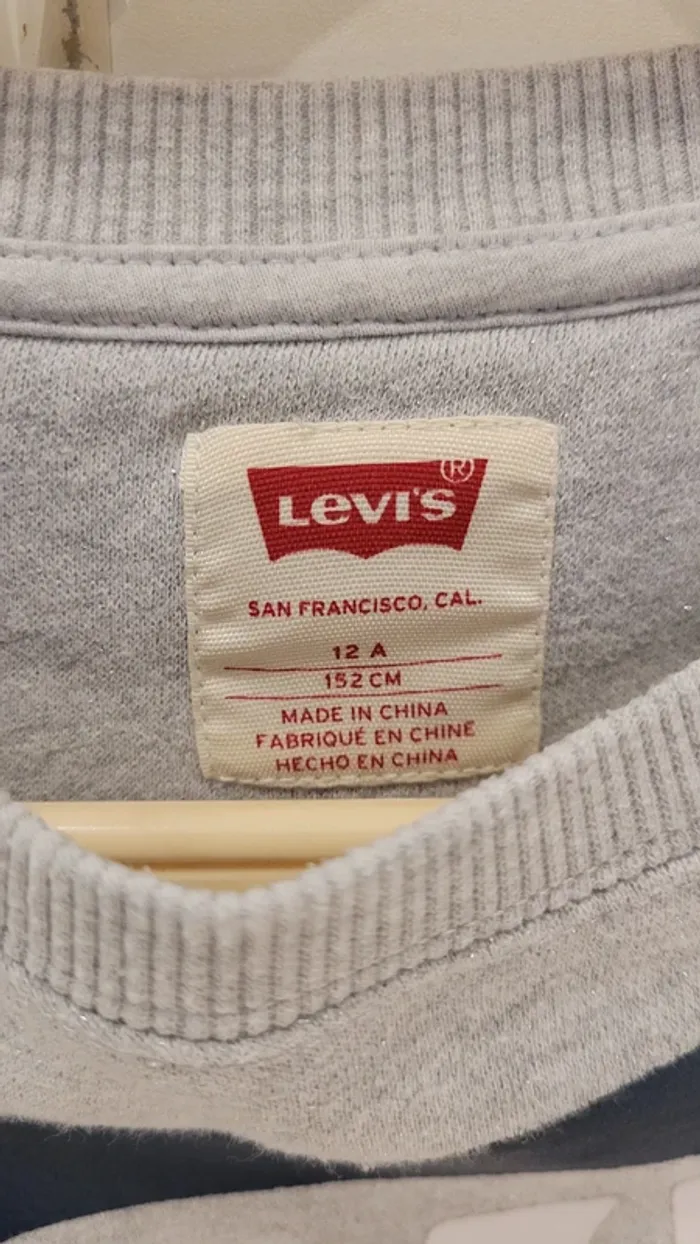 LEVI'S ®
SAN FRANCISCO, CAL.
12 A
152 CM
MADE IN CHINA
FABRIQUÉ EN CHINE
HECHO EN CHINA